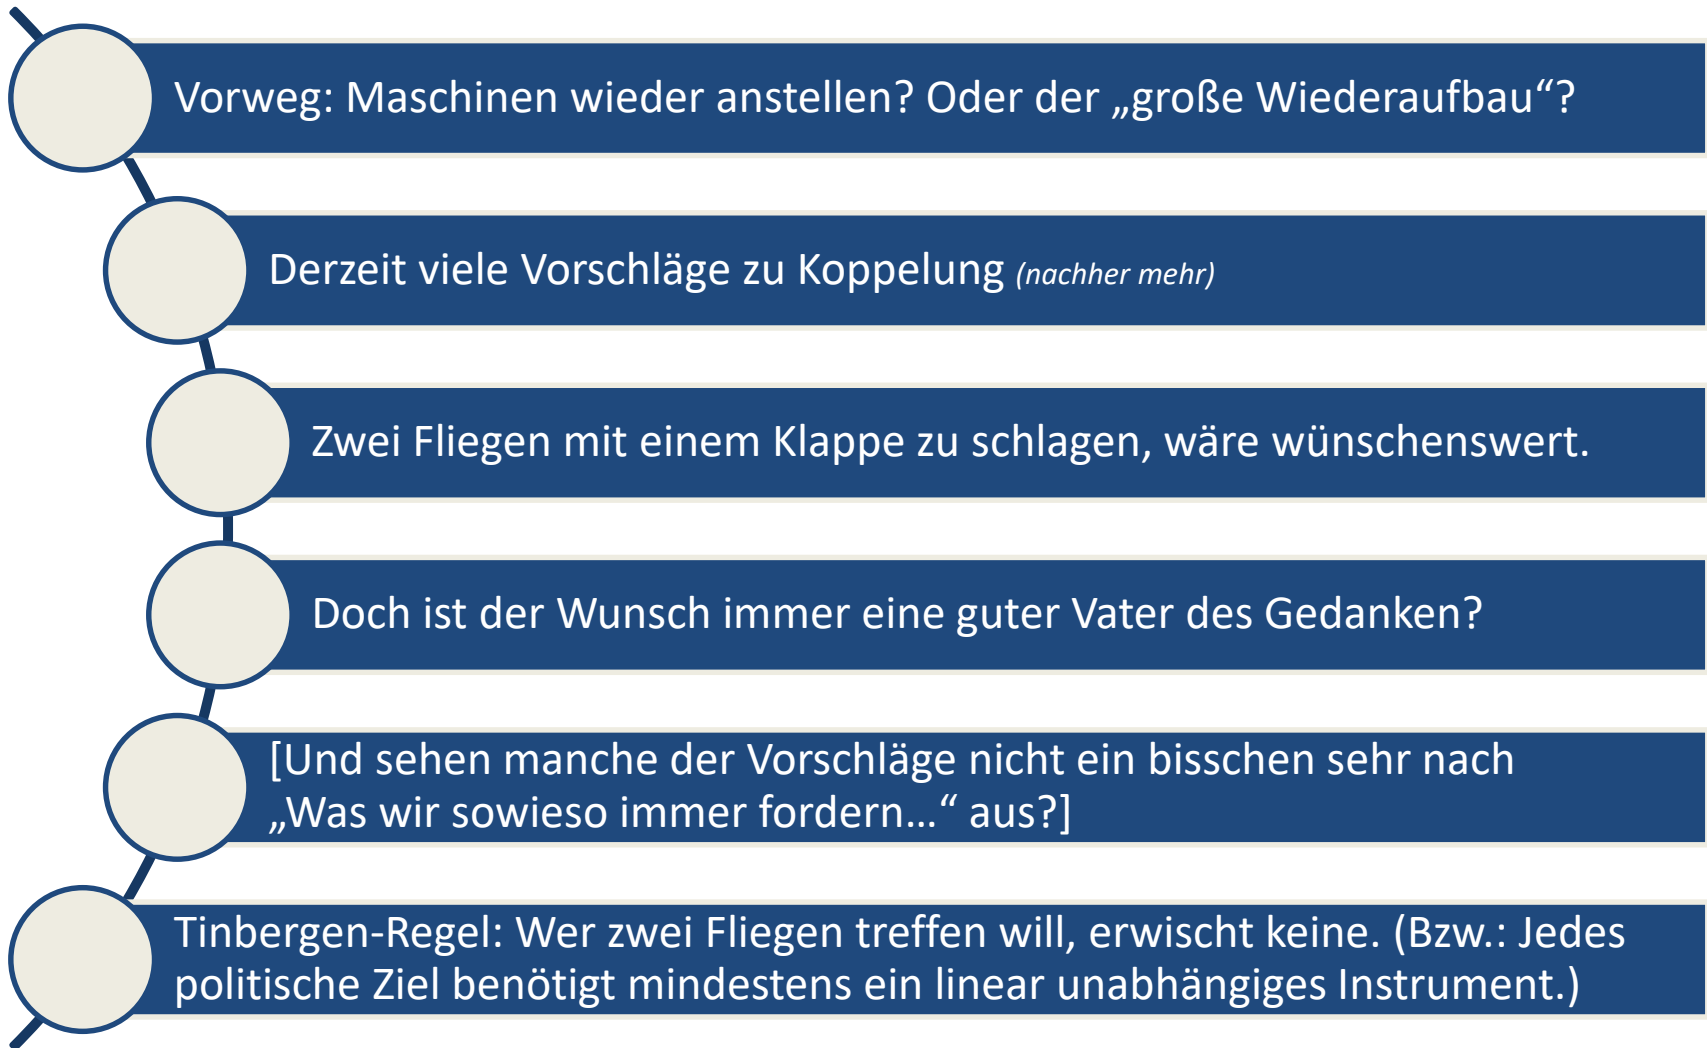 Vorweg: Maschinen wieder anstellen? Oder der „große Wiederaufbau“?
Derzeit viele Vorschläge zu Koppelung (nachher mehr)
Zwei Fliegen mit einem Klappe zu schlagen, wäre wünschenswert.
Doch ist der Wunsch immer eine guter Vater des Gedanken?
[Und sehen manche der Vorschläge nicht ein bisschen sehr nach
„Was wir sowieso immer fordern…“ aus?]
Tinbergen-Regel: Wer zwei Fliegen treffen will, erwischt keine. (Bzw.: Jedes
politische Ziel benötigt mindestens ein linear unabhängiges Instrument.)